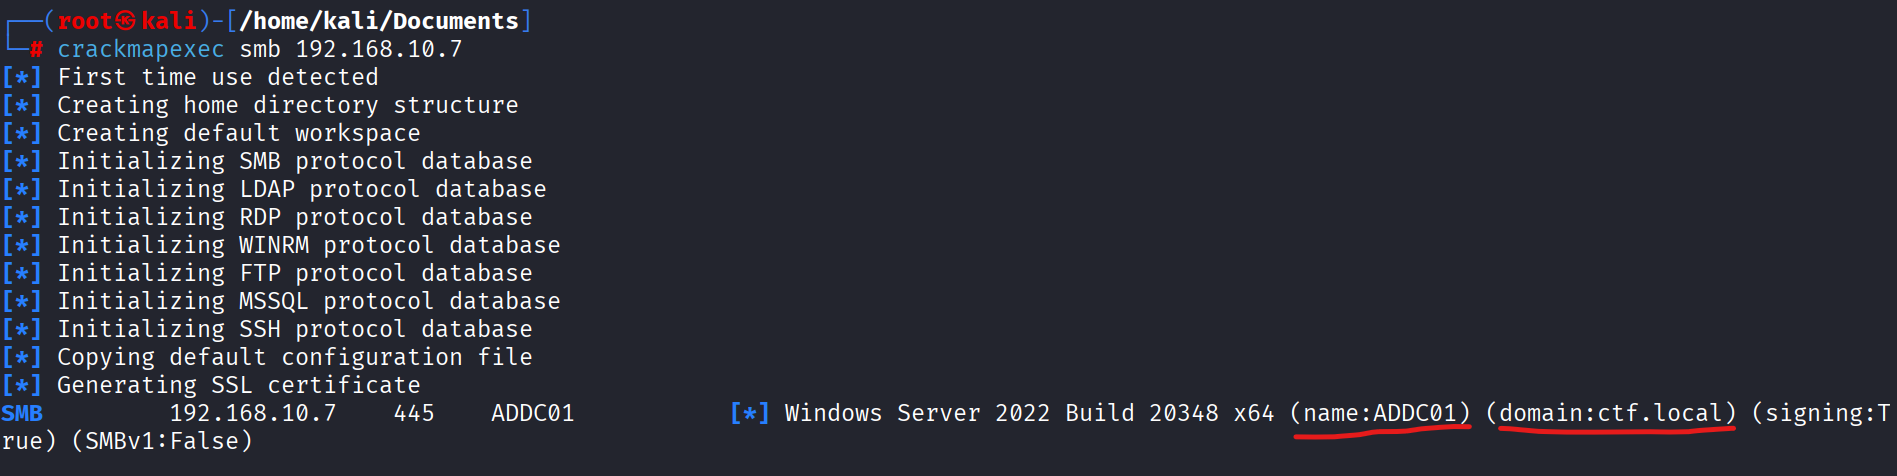 ┌──(root㉿kali)-[/home/kali/Documents]
└─# crackmapexec smb 192.168.10.7
[*] First time use detected
[*] Creating home directory structure
[*] Creating default workspace
[*] Initializing SMB protocol database
[*] Initializing LDAP protocol database
[*] Initializing RDP protocol database
[*] Initializing WINRM protocol database
[*] Initializing FTP protocol database
[*] Initializing MSSQL protocol database
[*] Initializing SSH protocol database
[*] Copying default configuration file
[*] Generating SSL certificate
SMB         192.168.10.7    445    ADDC01           [*] Windows Server 2022 Build 20348 x64 (name:ADDC01) (domain:ctf.local) (signing:T
rue) (SMBv1:False)